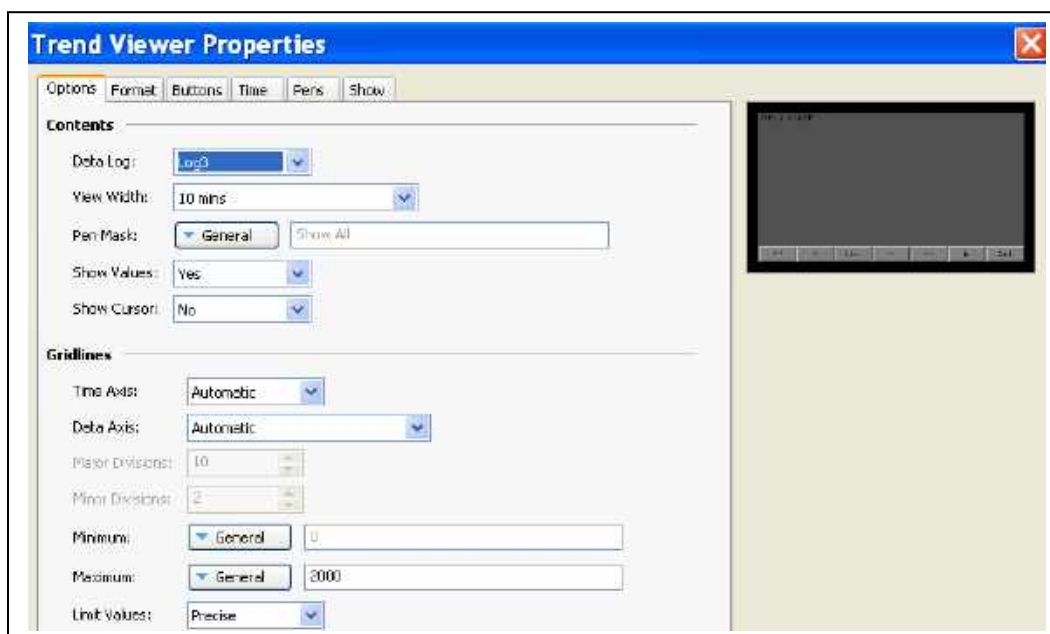 Trend Viewer Properties
Options Format Buttons Time Pens Show
Contents
Data Log: Log3
View Width: 10 mins
Pen Mask: General Show All
Show Values: Yes
Show Cursor: No
Gridlines
Time Axis: Automatic
Data Axis: Automatic
Major Divisions: 10
Minor Divisions: 2
Minimum: General 0
Maximum: General 2000
Limit Values: Precise